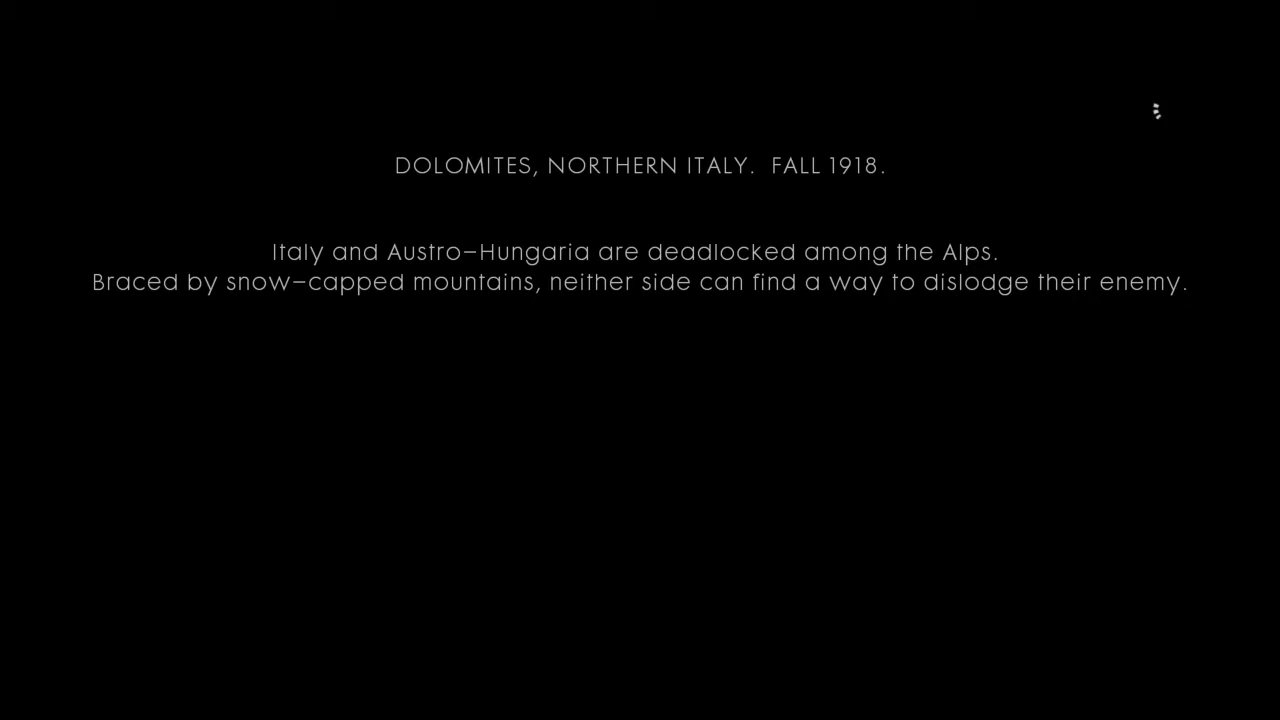 DOLOMITES, NORTHERN ITALY. FALL 1918.
Italy and Austro-Hungaria are deadlocked among the Alps.
Braced by snow-capped mountains, neither side can find a way to dislodge their enemy.